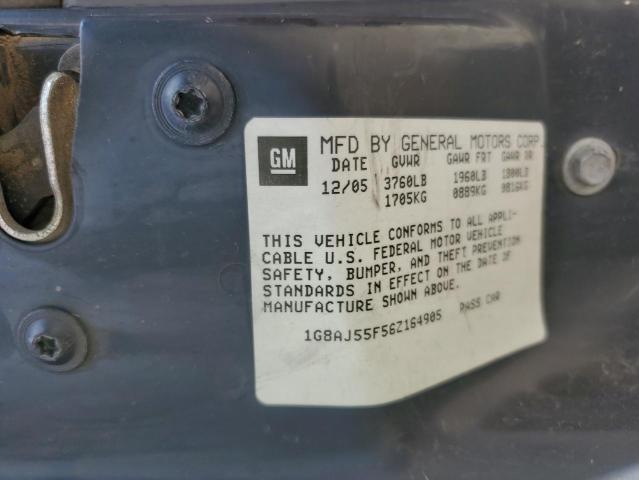 GM MFD BY GENERAL MOTORS CORP.
DATE GVWR GAWR FRT GAWR RR
12/05 3760LB 1960LB 1800LB
1705KG 0889KG 0816KG
THIS VEHICLE CONFORMS TO ALL APPLI-
CABLE U.S. FEDERAL MOTOR VEHICLE
SAFETY, BUMPER, AND THEFT PREVENTION
STANDARDS IN EFFECT ON THE DATE OF
MANUFACTURE SHOWN ABOVE.
1G8AJ55F56Z164905 PASS CAR